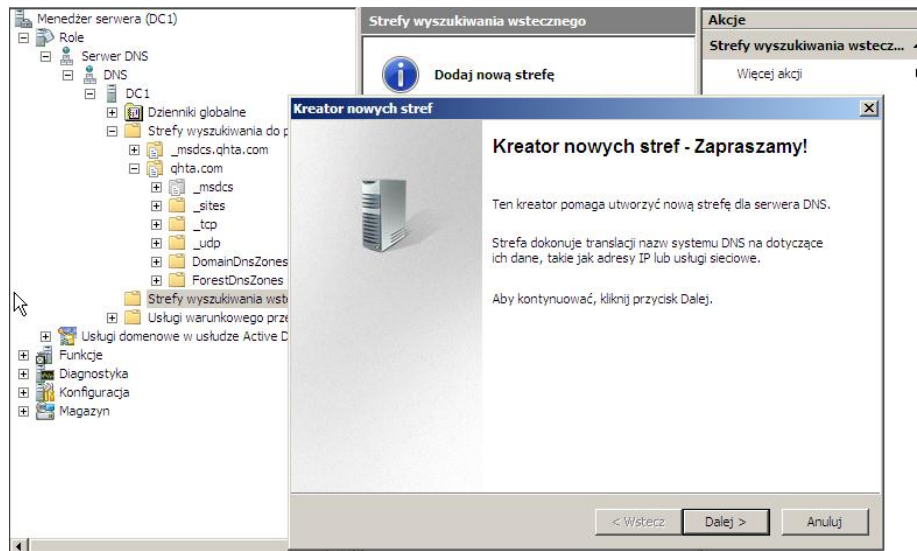 Menedżer serwera (DC1)
Role
Serwer DNS
DNS
DC1
Dzienniki globalne
Strefy wyszukiwania do p
_msdcs.qhta.com
qhta.com
_msdcs
_sites
_tcp
_udp
DomainDnsZones
ForestDnsZones
Strefy wyszukiwania wst
Usługi warunkowego prze
Usługi domenowe w usłudze Active D
Funkcje
Diagnostyka
Konfiguracja
Magazyn
Strefy wyszukiwania wstecznego
Dodaj nową strefę
Akcje
Strefy wyszukiwania wstecz...
Więcej akcji
Kreator nowych stref
Kreator nowych stref - Zapraszamy!
Ten kreator pomaga utworzyć nową strefę dla serwera DNS.
Strefa dokonuje translacji nazw systemu DNS na dotyczące
ich dane, takie jak adresy IP lub usługi sieciowe.
Aby kontynuować, kliknij przycisk Dalej.
< Wstecz
Dalej >
Anuluj